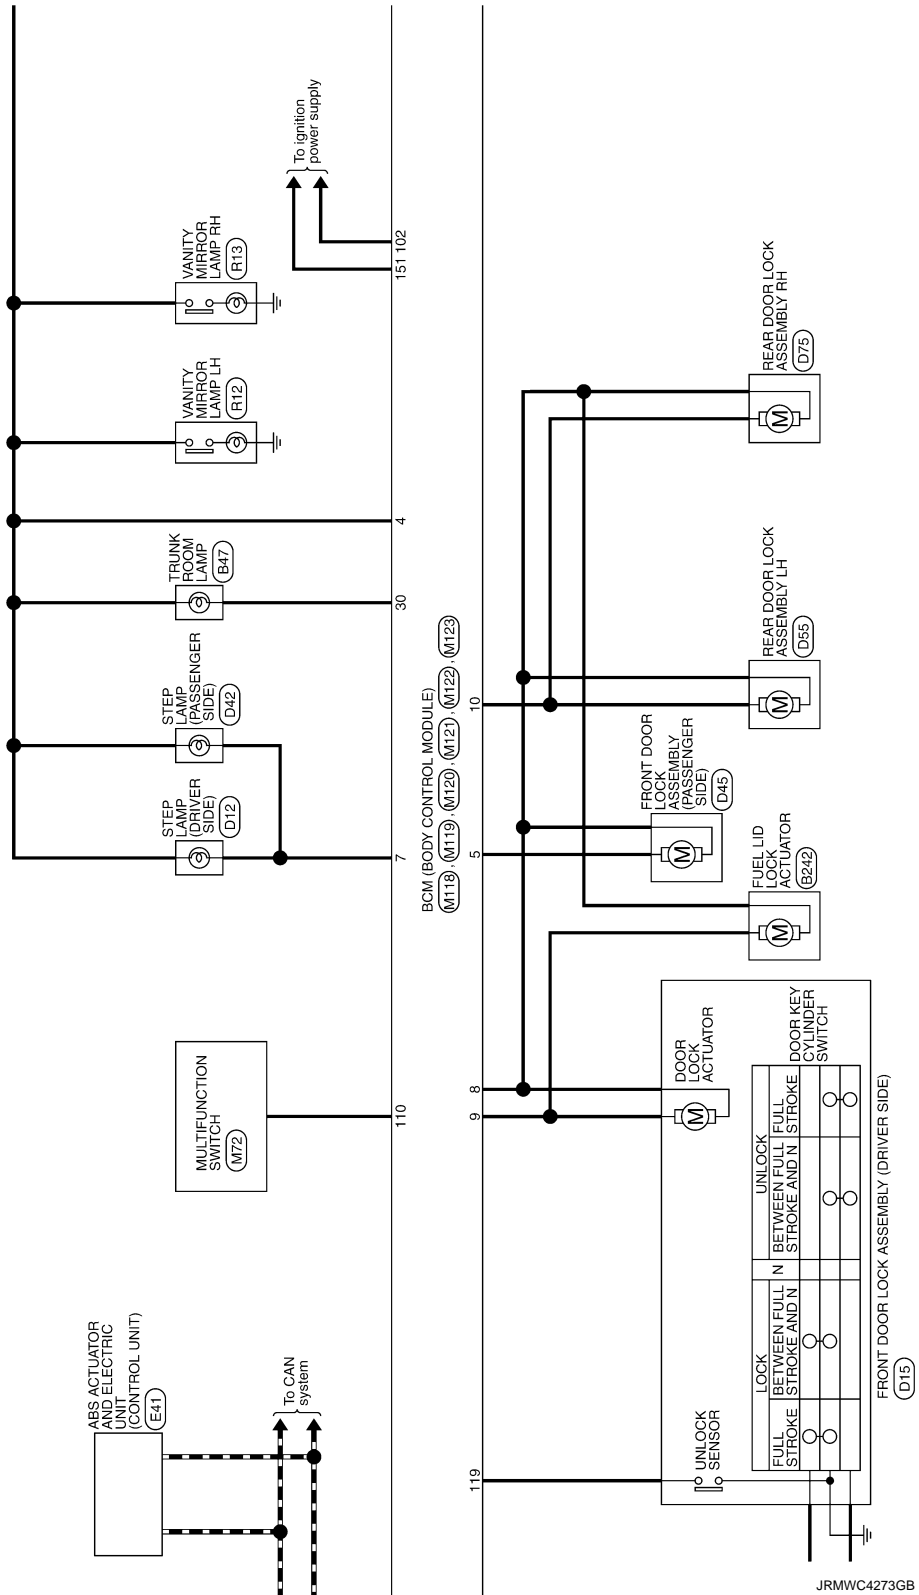 ABS ACTUATOR
AND ELECTRIC
UNIT
(CONTROL UNIT)
E41
To CAN
system
MULTIFUNCTION
SWITCH
M72
STEP
LAMP
(DRIVER
SIDE)
D12
STEP
LAMP
(PASSENGER
SIDE)
D42
TRUNK
ROOM
LAMP
B47
VANITY
MIRROR
LAMP LH
R12
VANITY
MIRROR
LAMP RH
R13
To ignition
power supply
110
7
30
4
151
102
BCM (BODY CONTROL MODULE)
M118 , M119 , M120 , M121 , M122 , M123
119
9
8
5
10
UNLOCK
SENSOR
DOOR
LOCK
ACTUATOR
M
LOCK
N
UNLOCK
FULL
STROKE
BETWEEN FULL
STROKE AND N
BETWEEN FULL
STROKE AND N
FULL
STROKE
DOOR KEY
CYLINDER
SWITCH
FRONT DOOR LOCK ASSEMBLY (DRIVER SIDE)
D15
FUEL LID
LOCK
ACTUATOR
B242
M
FRONT DOOR
LOCK
ASSEMBLY
(PASSENGER
SIDE)
D45
M
REAR DOOR LOCK
ASSEMBLY LH
D55
M
REAR DOOR LOCK
ASSEMBLY RH
D75
M
JRMWC4273GB